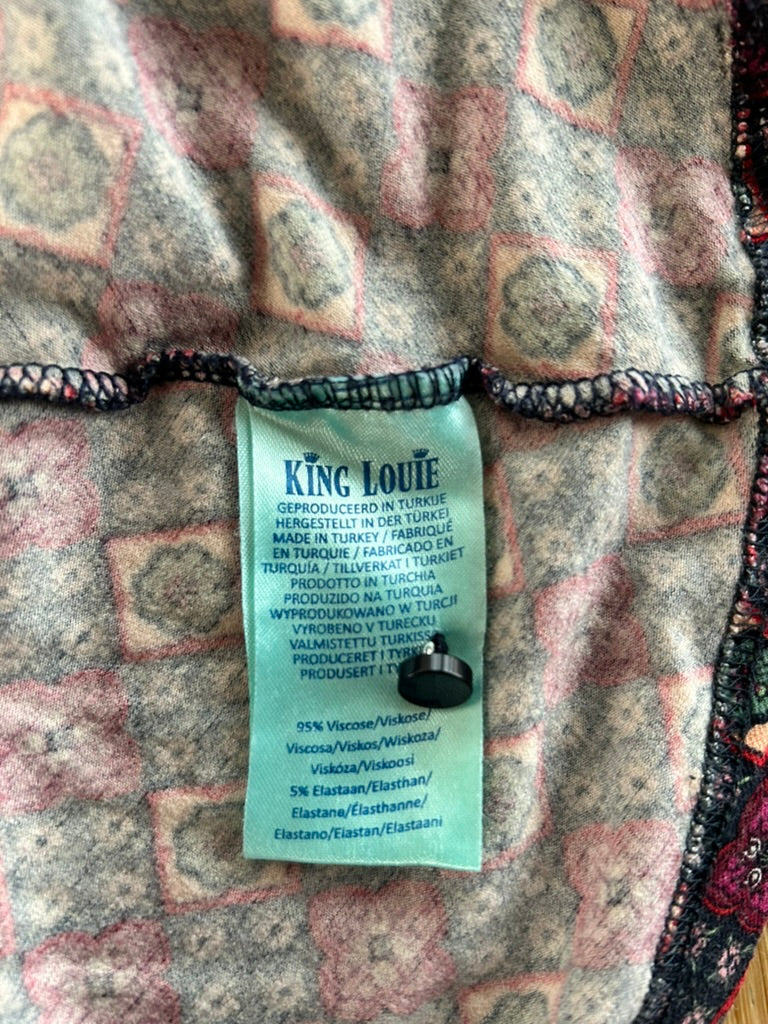 KING LOUIE
GEPRODUCEERD IN TURKIJE
HERGESTELLT IN DER TÜRKEI
MADE IN TURKEY / FABRIQUÉ
EN TURQUIE / FABRICADO EN
TURQUÍA / TILLVERKAT I TURKIET
PRODOTTO IN TURCHIA
PRODUZIDO NA TURQUIA
WYPRODUKOWANO W TURCJI
VYROBENO V TURECKU
VALMISTETTU
PRODUCERET I
PRODUSERT I
95% Viscose/Viskose/
Viscosa/Viskos/Wiskoza/
Viskóza/Viskoosi
5% Elastaan/Elasthan/
Elastane/Élasthanne/
Elastano/Elastan/Elastaani